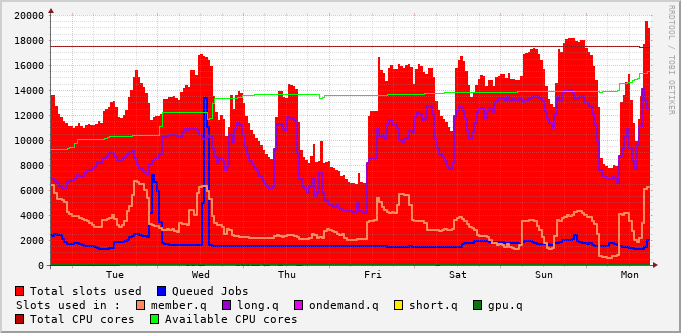 20000
18000
16000
14000
12000
10000
8000
6000
4000
2000
0
Tue Wed Thu Fri Sat Sun Mon
RRDTOOL / TOBI OETIKER
Total slots used Queued Jobs
Slots used in : member.q long.q ondemand.q short.q gpu.q
Total CPU cores Available CPU cores